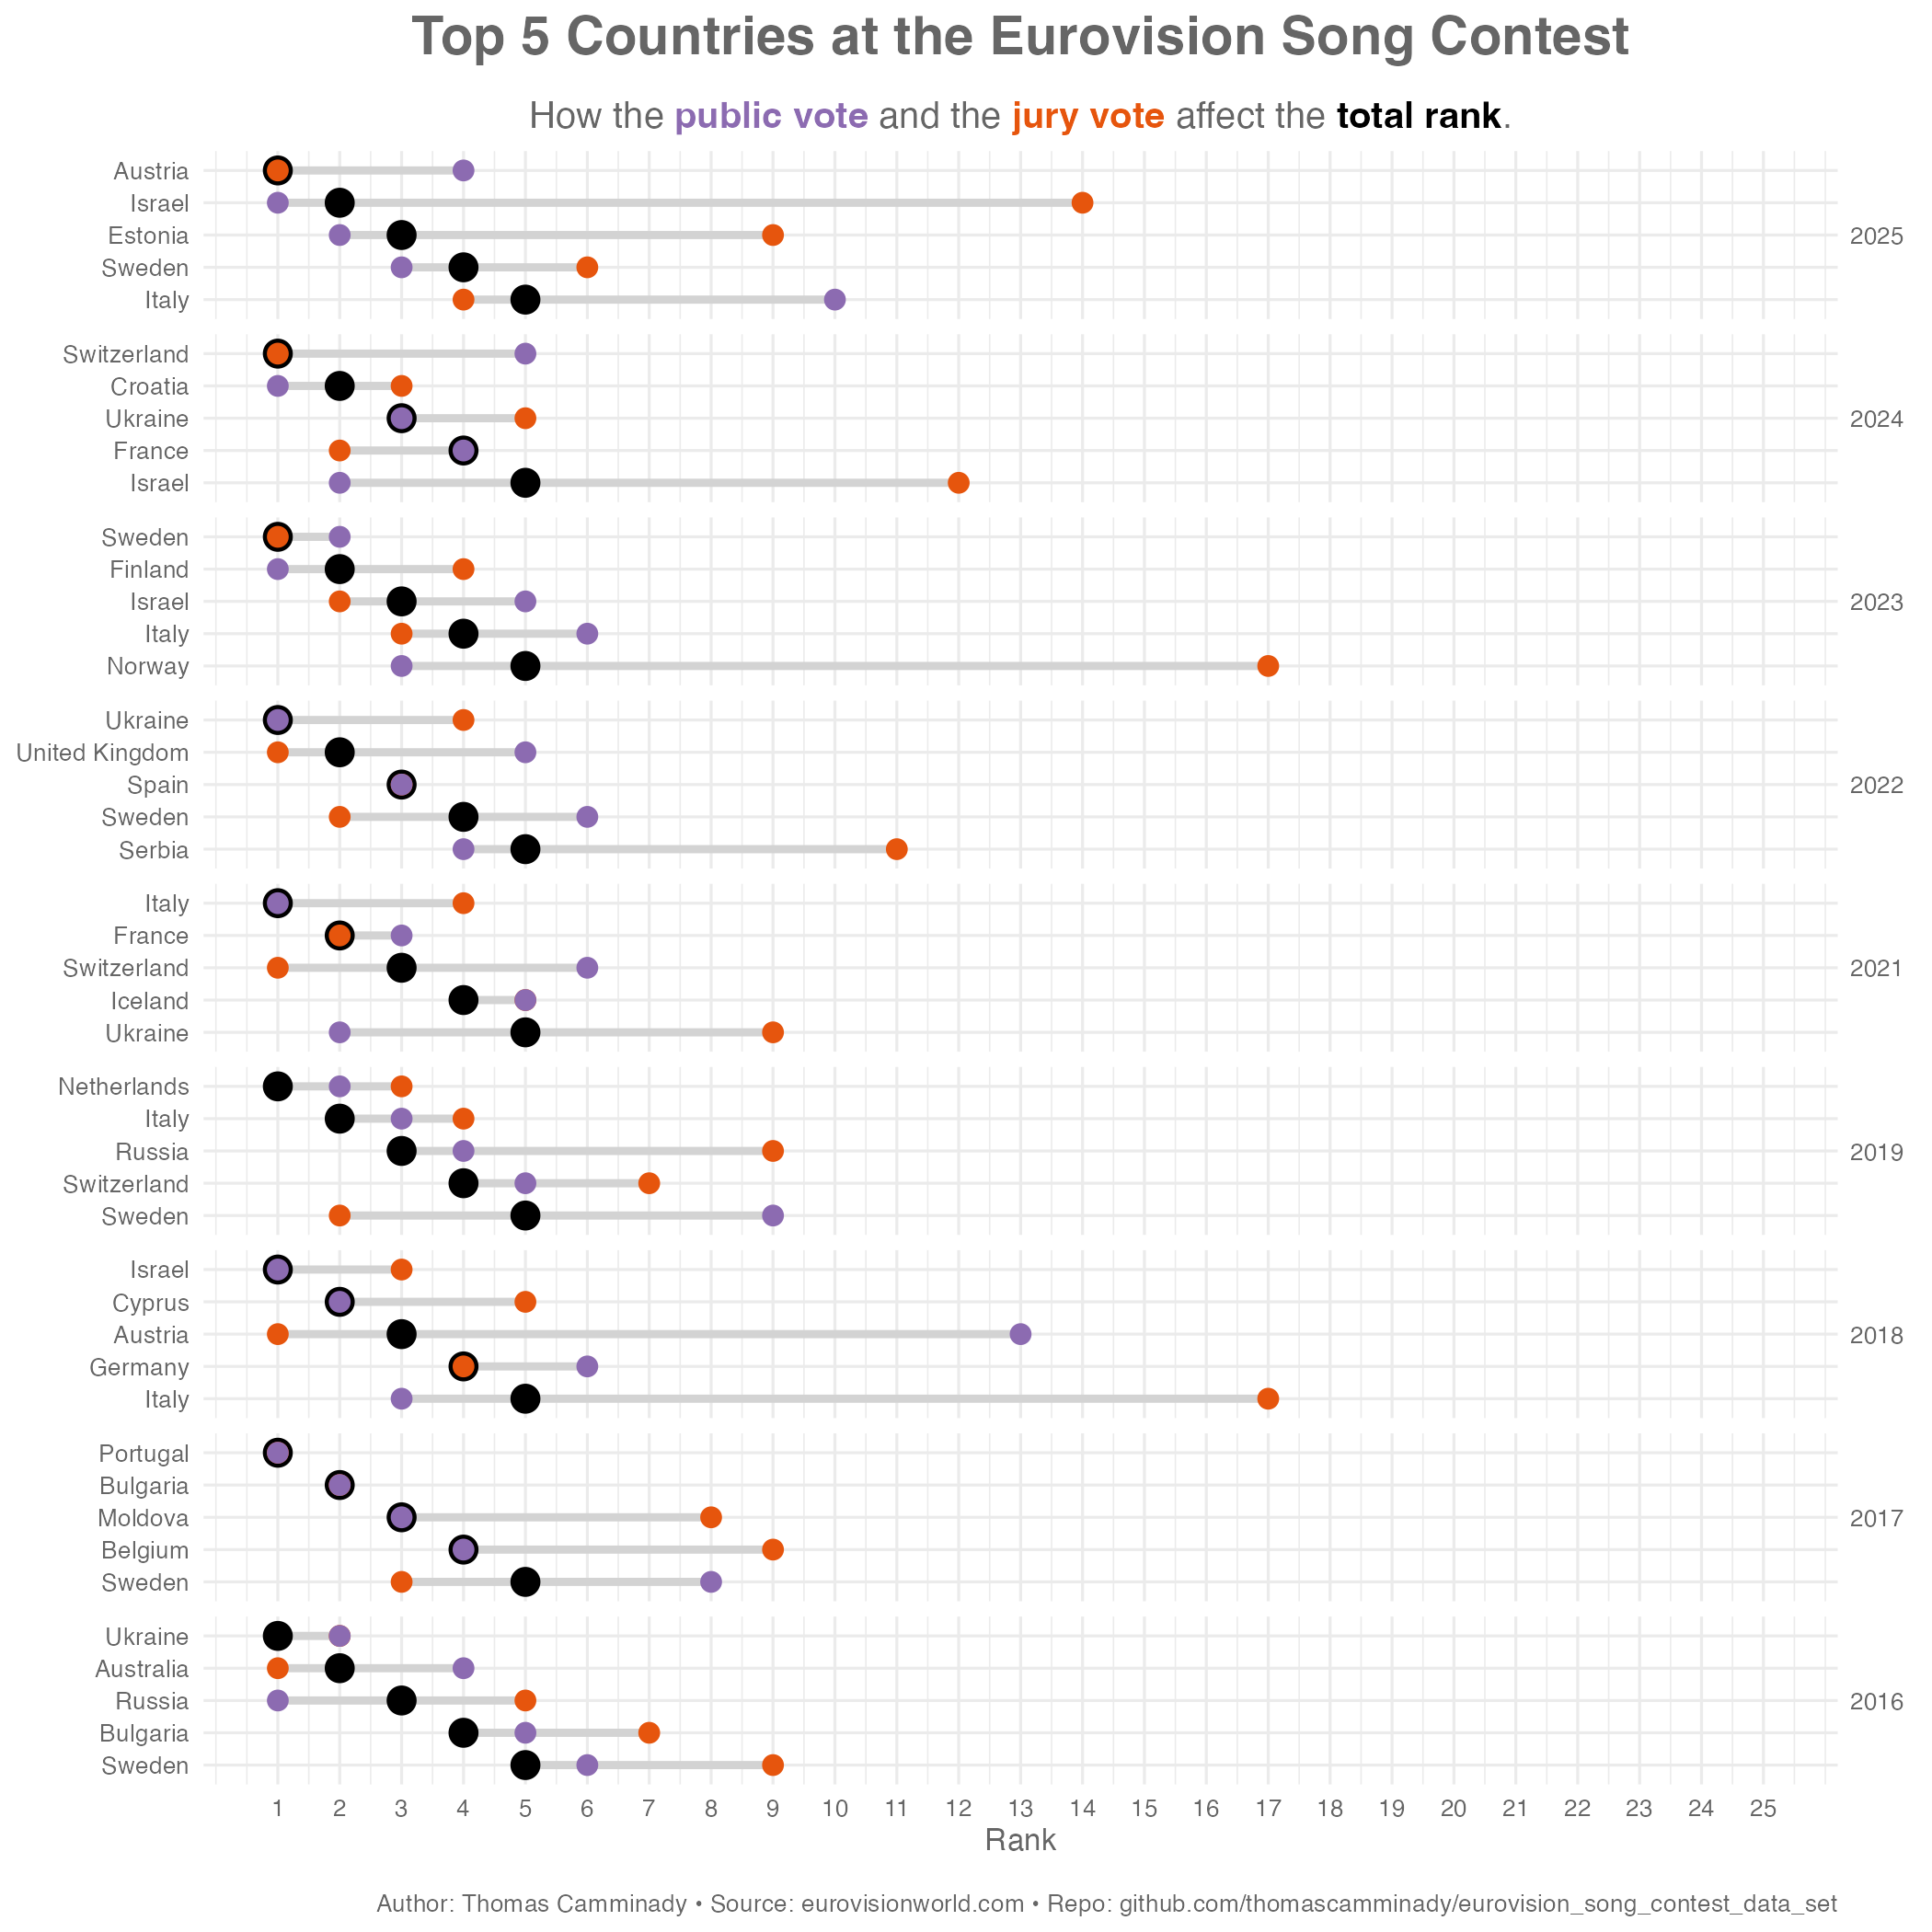 Top 5 Countries at the Eurovision Song Contest
How the public vote and the jury vote affect the total rank.
Austria
Israel
Estonia
Sweden
Italy
2025
Switzerland
Croatia
Ukraine
France
Israel
2024
Sweden
Finland
Israel
Italy
Norway
2023
Ukraine
United Kingdom
Spain
Sweden
Serbia
2022
Italy
France
Switzerland
Iceland
Ukraine
2021
Netherlands
Italy
Russia
Switzerland
Sweden
2019
Israel
Cyprus
Austria
Germany
Italy
2018
Portugal
Bulgaria
Moldova
Belgium
Sweden
2017
Ukraine
Australia
Russia
Bulgaria
Sweden
2016
1 2 3 4 5 6 7 8 9 10 11 12 13 14 15 16 17 18 19 20 21 22 23 24 25
Rank
Author: Thomas Camminady • Source: eurovisionworld.com • Repo: github.com/thomascamminady/eurovision_song_contest_data_set